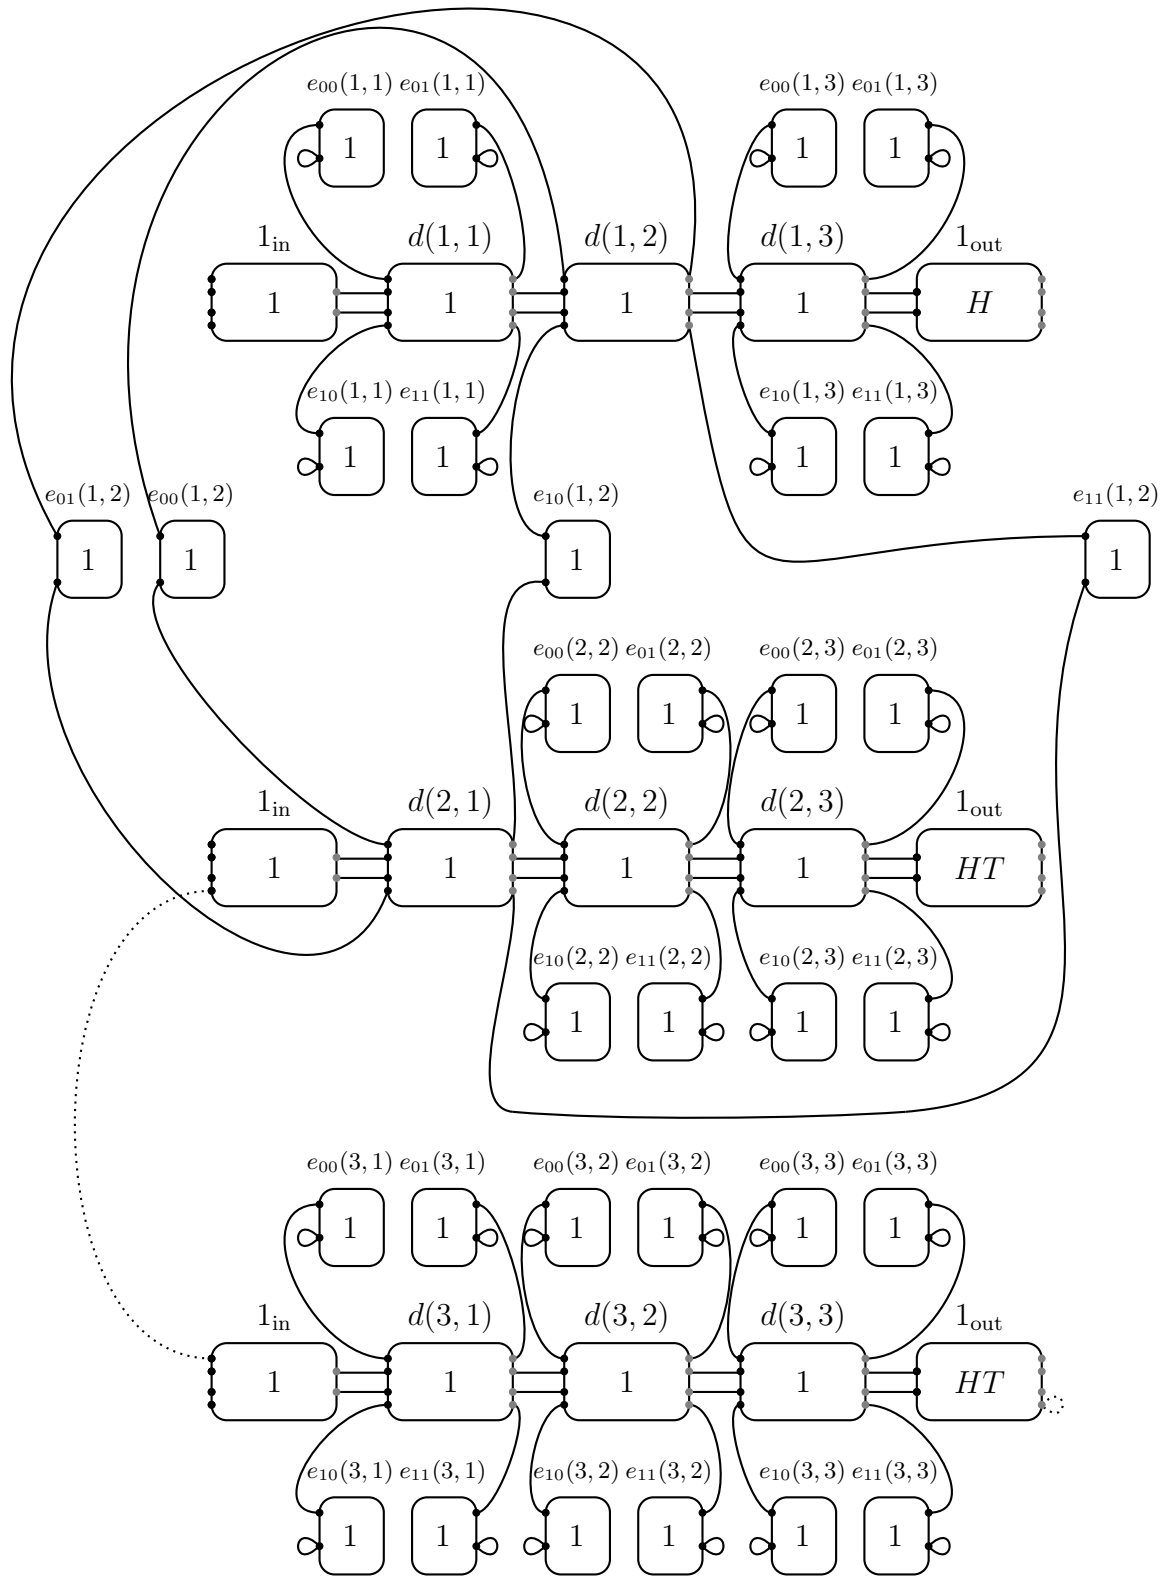 e₀₀(1, 1) e₀₁(1, 1) e₀₀(1, 3) e₀₁(1, 3)
1 1 1 1
1_in d(1, 1) d(1, 2) d(1, 3) 1_out
1 1 1 1 H
e₁₀(1, 1) e₁₁(1, 1) e₁₀(1, 3) e₁₁(1, 3)
1 1 1 1
e₀₁(1, 2) e₀₀(1, 2) e₁₀(1, 2) e₁₁(1, 2)
1 1 1 1
e₀₀(2, 2) e₀₁(2, 2) e₀₀(2, 3) e₀₁(2, 3)
1 1 1 1
1_in d(2, 1) d(2, 2) d(2, 3) 1_out
1 1 1 1 HT
e₁₀(2, 2) e₁₁(2, 2) e₁₀(2, 3) e₁₁(2, 3)
1 1 1 1
e₀₀(3, 1) e₀₁(3, 1) e₀₀(3, 2) e₀₁(3, 2) e₀₀(3, 3) e₀₁(3, 3)
1 1 1 1 1 1
1_in d(3, 1) d(3, 2) d(3, 3) 1_out
1 1 1 1 HT
e₁₀(3, 1) e₁₁(3, 1) e₁₀(3, 2) e₁₁(3, 2) e₁₀(3, 3) e₁₁(3, 3)
1 1 1 1 1 1